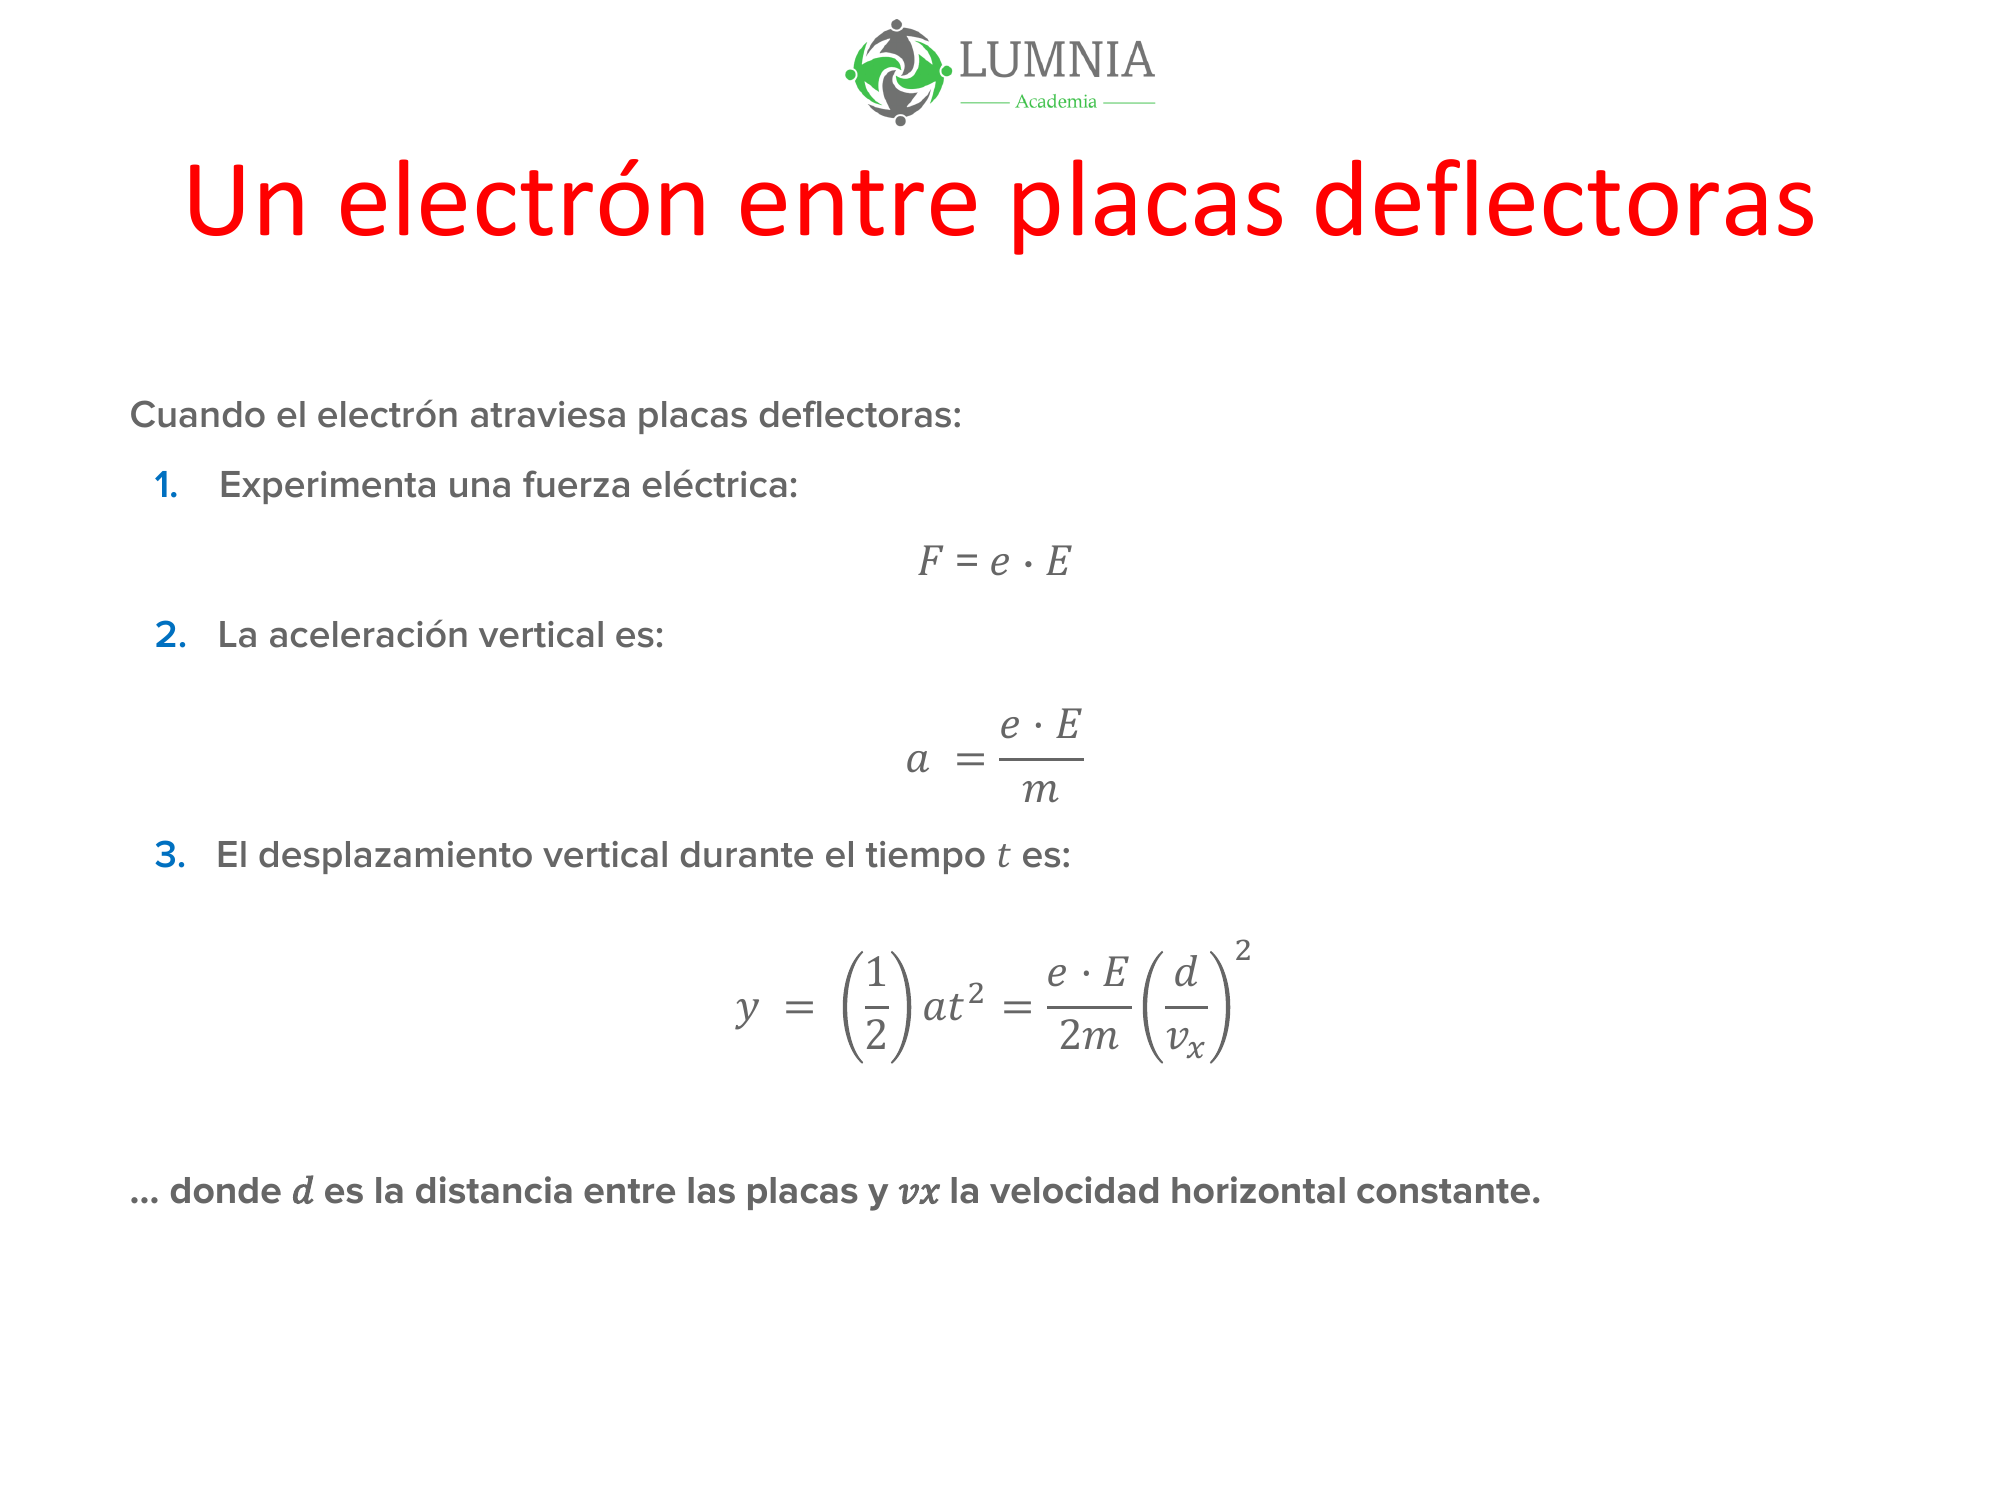 LUMNIA
Academia
Un electrón entre placas deflectoras
Cuando el electrón atraviesa placas deflectoras:
1. Experimenta una fuerza eléctrica:
F = e · E
2. La aceleración vertical es:
a = \frac{e · E}{m}
3. El desplazamiento vertical durante el tiempo t es:
y = \left(\frac{1}{2}\right) at^2 = \frac{e · E}{2m} \left(\frac{d}{v_x}\right)^2
... donde d es la distancia entre las placas y vx la velocidad horizontal constante.